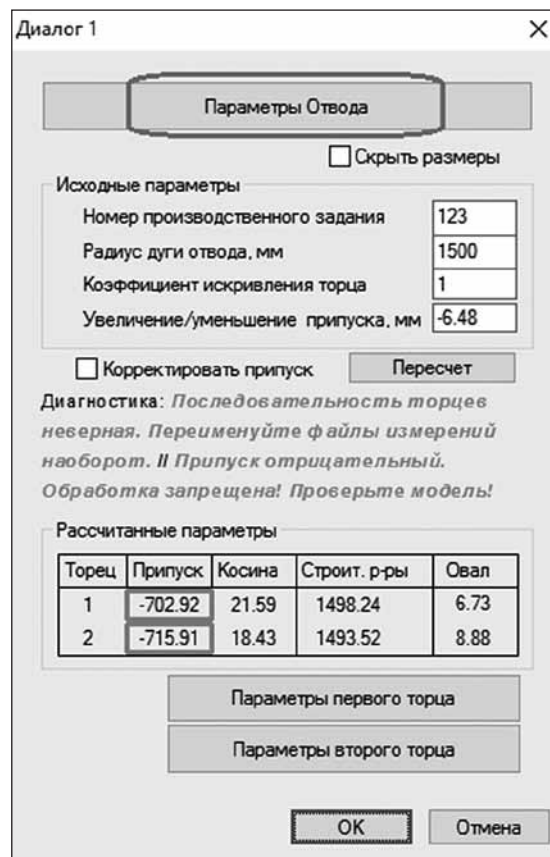 Диалог 1
Параметры Отвода
Скрыть размеры
Исходные параметры
Номер производственного задания 123
Радиус дуги отвода, мм 1500
Коэффициент искривления торца 1
Увеличение/уменьшение припуска, мм -6.48
Корректировать припуск Пересчет
Диагностика: Последовательность торцев
неверная. Переименуйте файлы измерений
наоборот. // Припуск отрицательный.
Обработка запрещена! Проверьте модель!
Рассчитанные параметры
Торец Припуск Косина Строит. р-ры Овал
1 -702.92 21.59 1498.24 6.73
2 -715.91 18.43 1493.52 8.88
Параметры первого торца
Параметры второго торца
OK Отмена